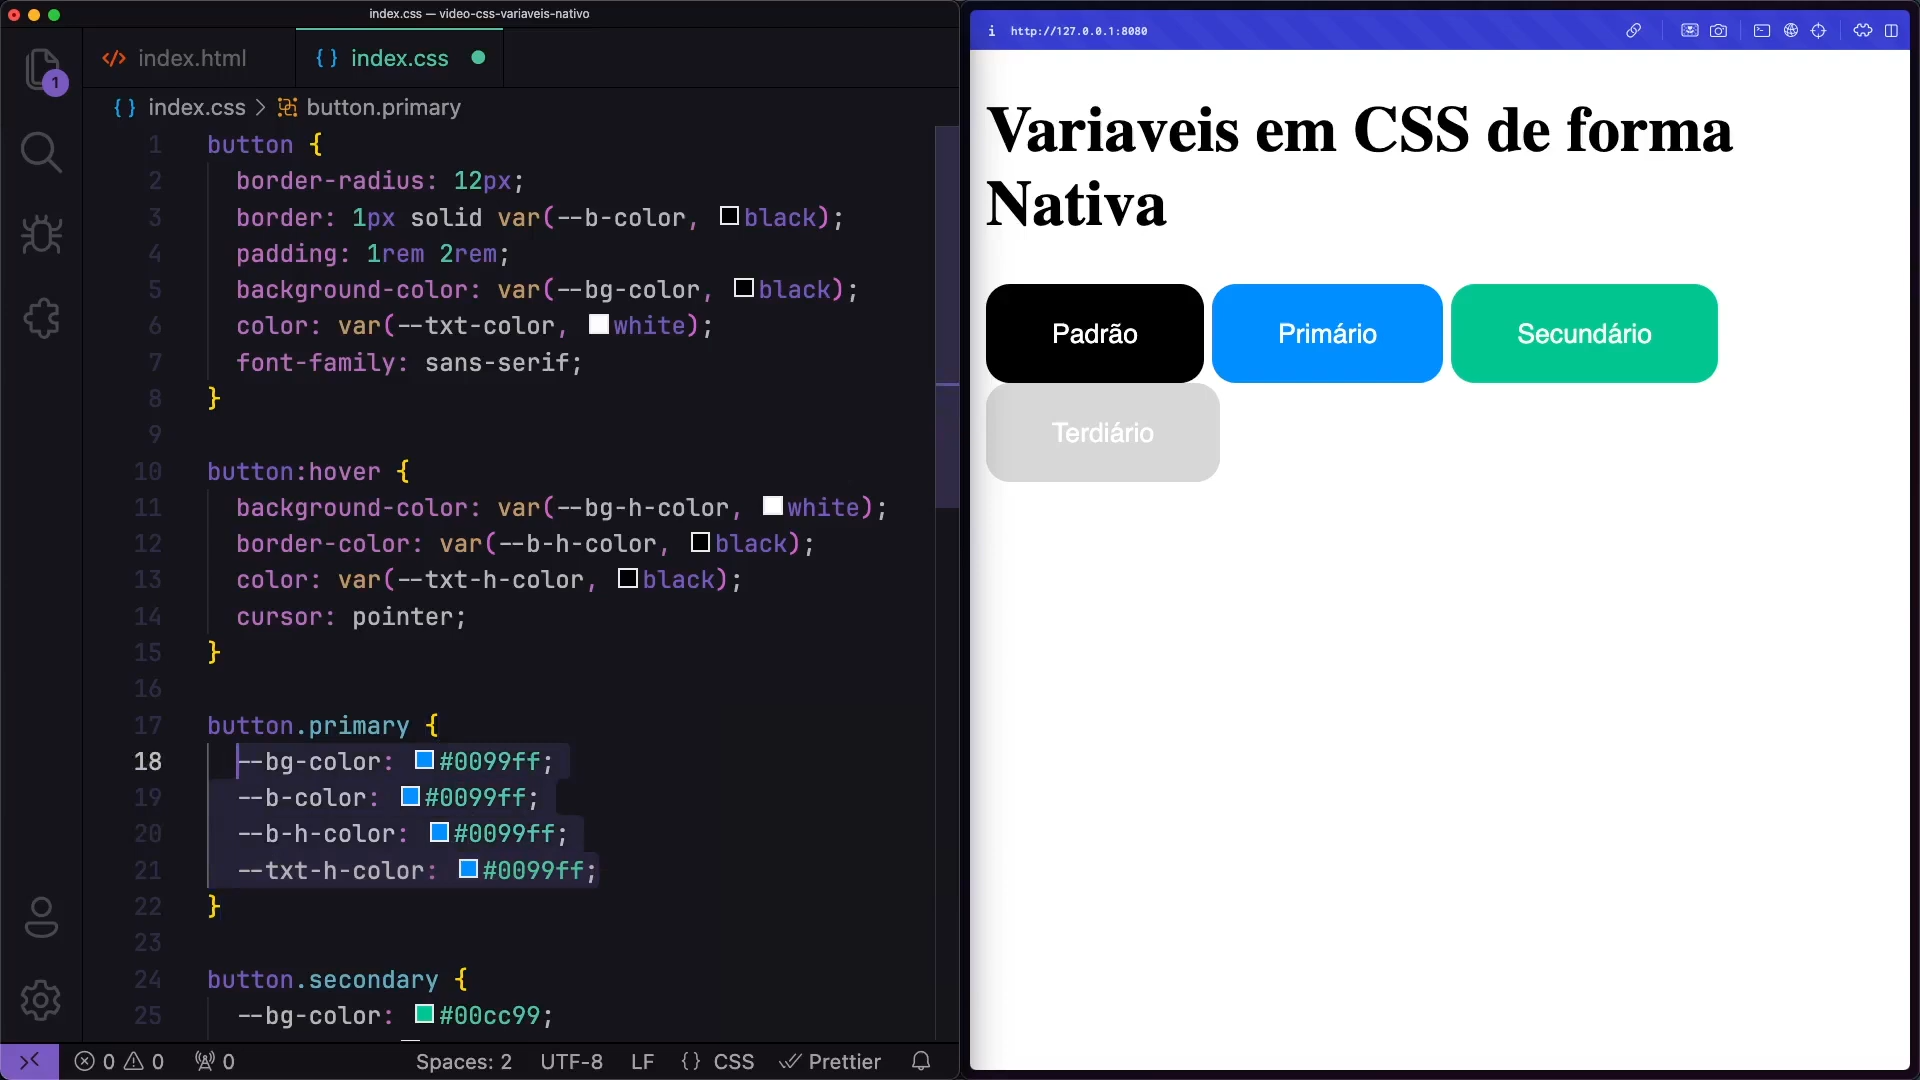 index.css — video-css-variaveis-nativo
index.html
index.css
1
index.css > button.primary
1 button {
2 border-radius: 12px;
3 border: 1px solid var(--b-color, black);
4 padding: 1rem 2rem;
5 background-color: var(--bg-color, black);
6 color: var(--txt-color, white);
7 font-family: sans-serif;
8 }
9
10 button:hover {
11 background-color: var(--bg-h-color, white);
12 border-color: var(--b-h-color, black);
13 color: var(--txt-h-color, black);
14 cursor: pointer;
15 }
16
17 button.primary {
18 --bg-color: #0099ff;
19 --b-color: #0099ff;
20 --b-h-color: #0099ff;
21 --txt-h-color: #0099ff;
22 }
23
24 button.secondary {
25 --bg-color: #00cc99;
0 0 0 Spaces: 2 UTF-8 LF {} CSS Prettier
http://127.0.0.1:8080
Variaveis em CSS de forma
Nativa
Padrão Primário Secundário
Terdiário